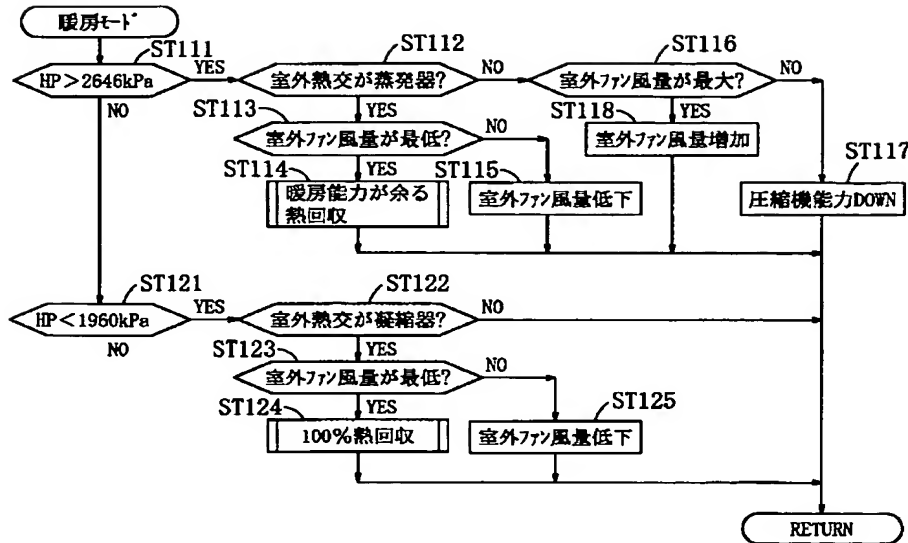 暖房モード
ST111
HP>2646kPa
YES
NO
ST112
室外熱交が蒸発器?
NO
YES
ST116
室外ファン風量が最大?
NO
YES
ST113
室外ファン風量が最低?
NO
YES
ST118
室外ファン風量増加
ST114
暖房能力が余る
熱回収
ST115
室外ファン風量低下
ST117
圧縮機能力DOWN
ST121
HP<1960kPa
YES
NO
ST122
室外熱交が凝縮器?
NO
YES
ST123
室外ファン風量が最低?
NO
YES
ST124
100%熱回収
ST125
室外ファン風量低下
RETURN